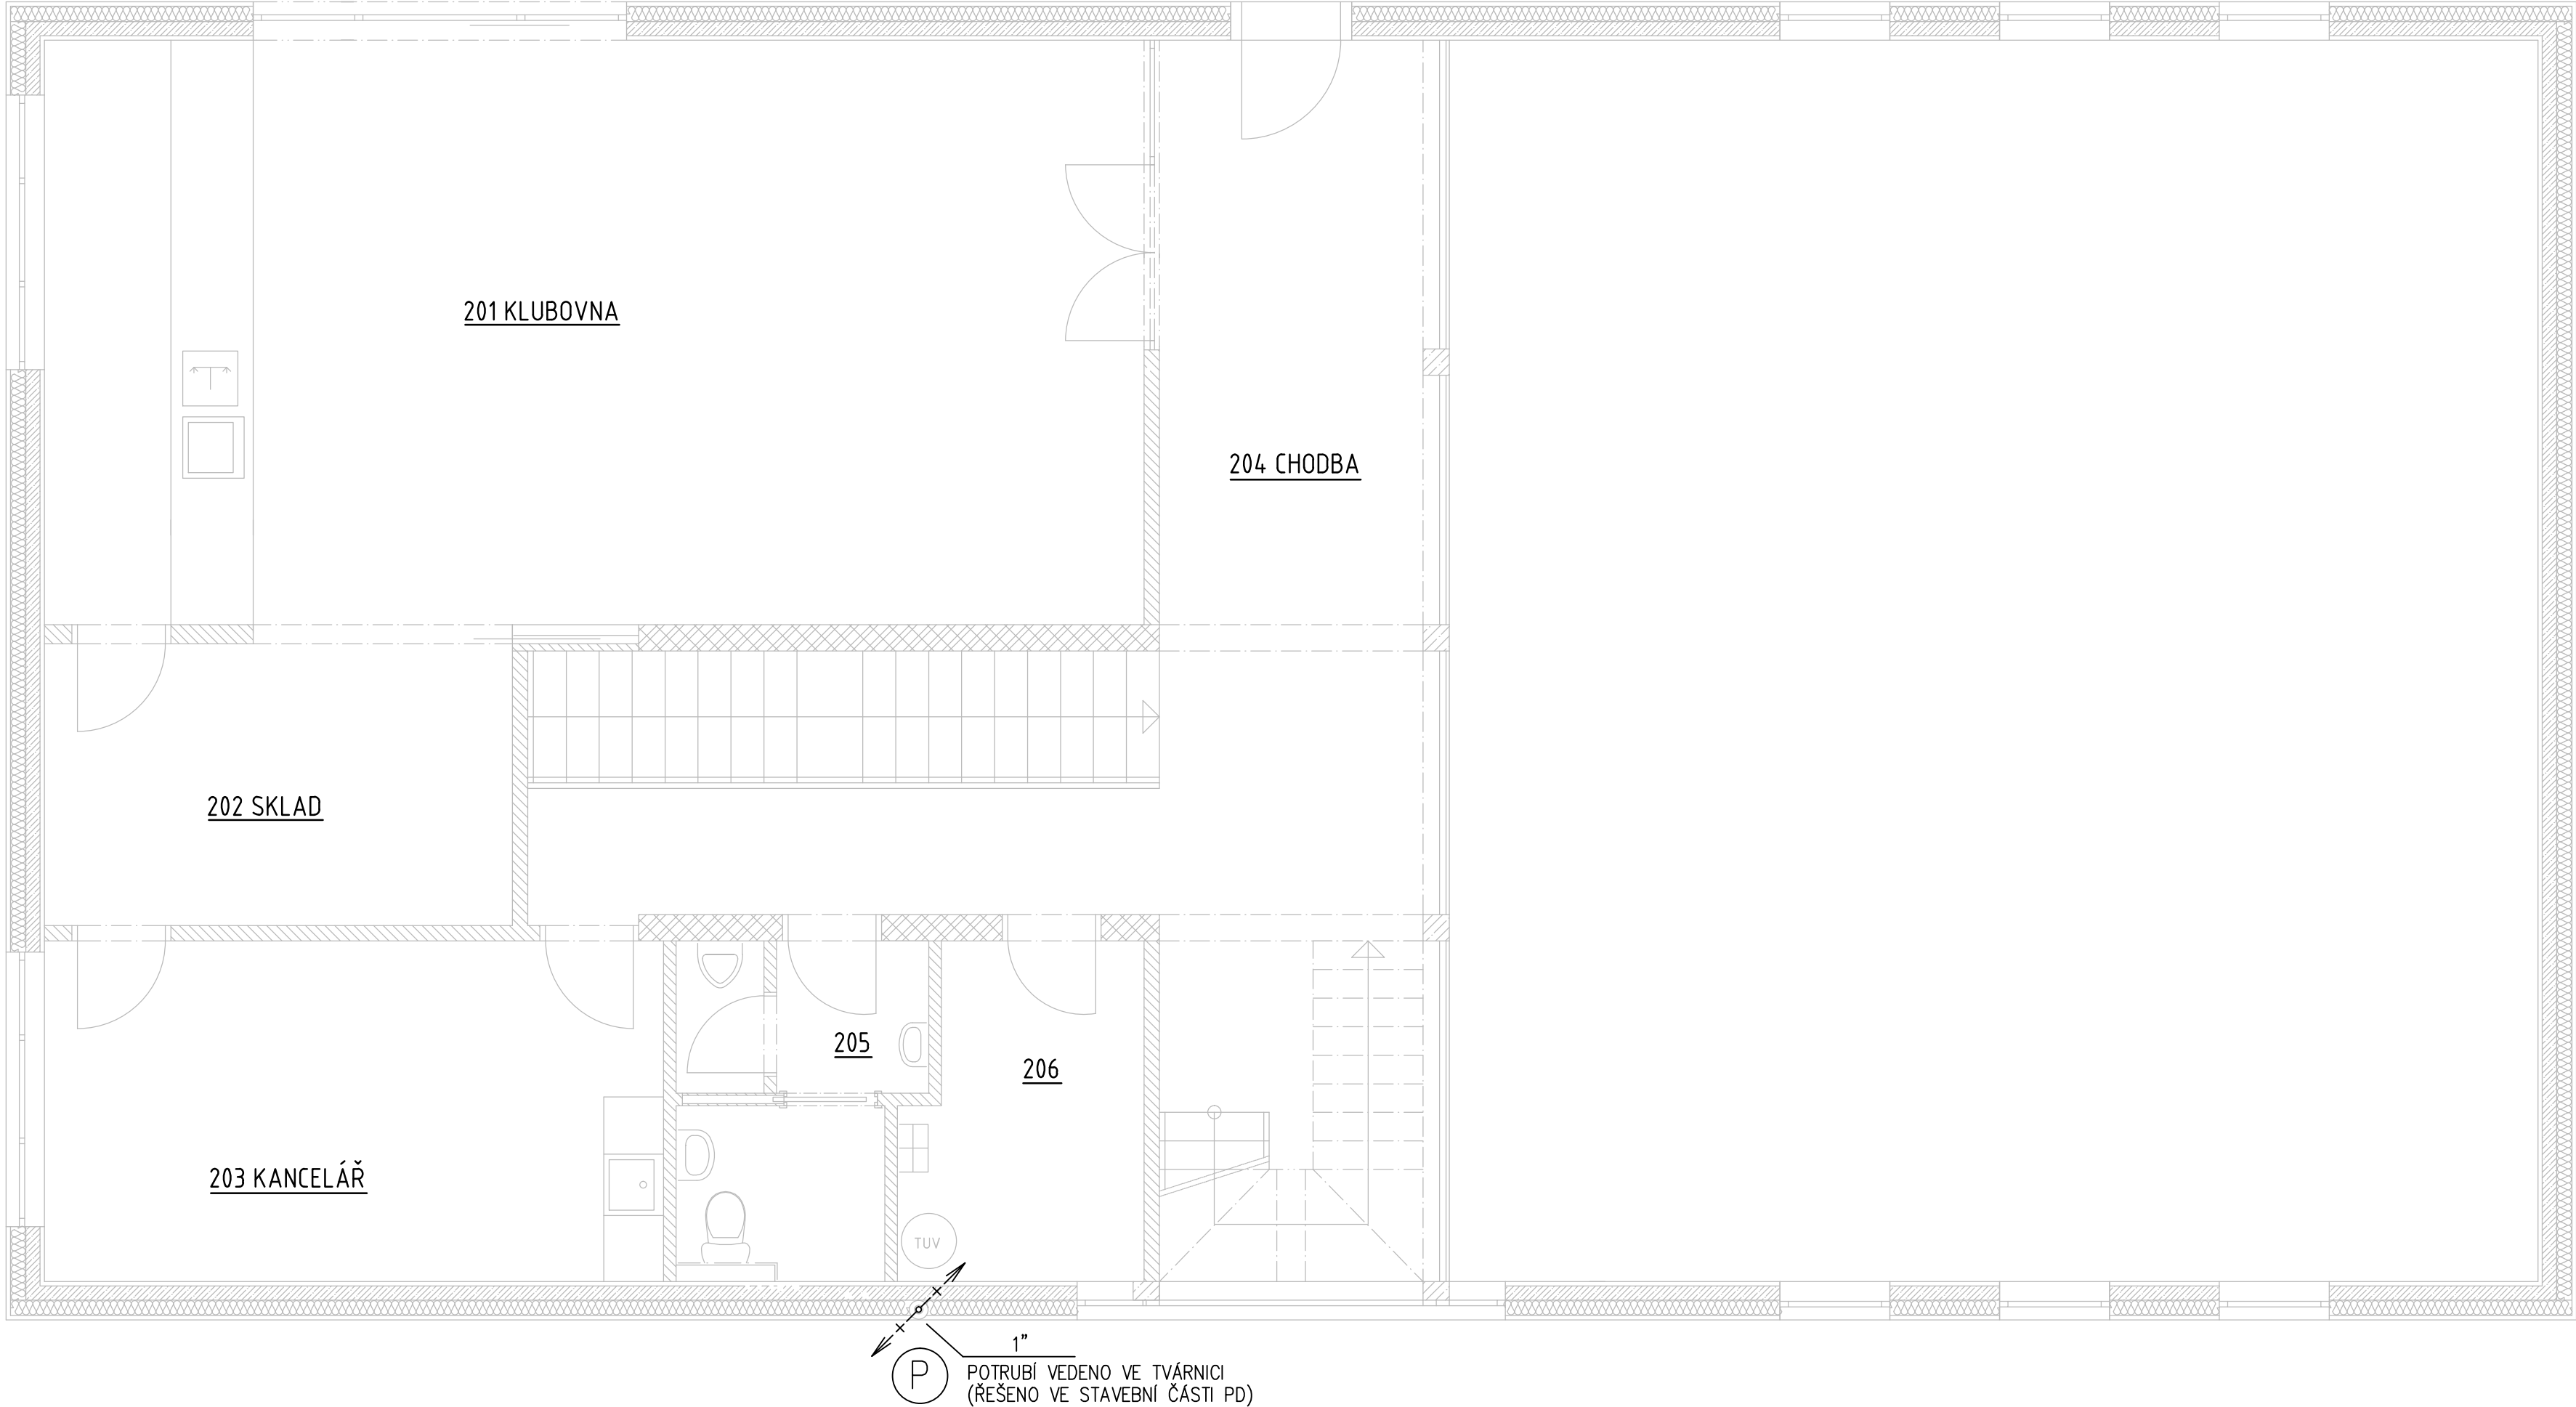 201 KLUBOVNA
204 CHODBA
202 SKLAD
205
206
203 KANCELÁŘ
TUV
1"
P
POTRUBÍ VEDENO VE TVÁRNICI
(ŘEŠENO VE STAVEBNÍ ČÁSTI PD)